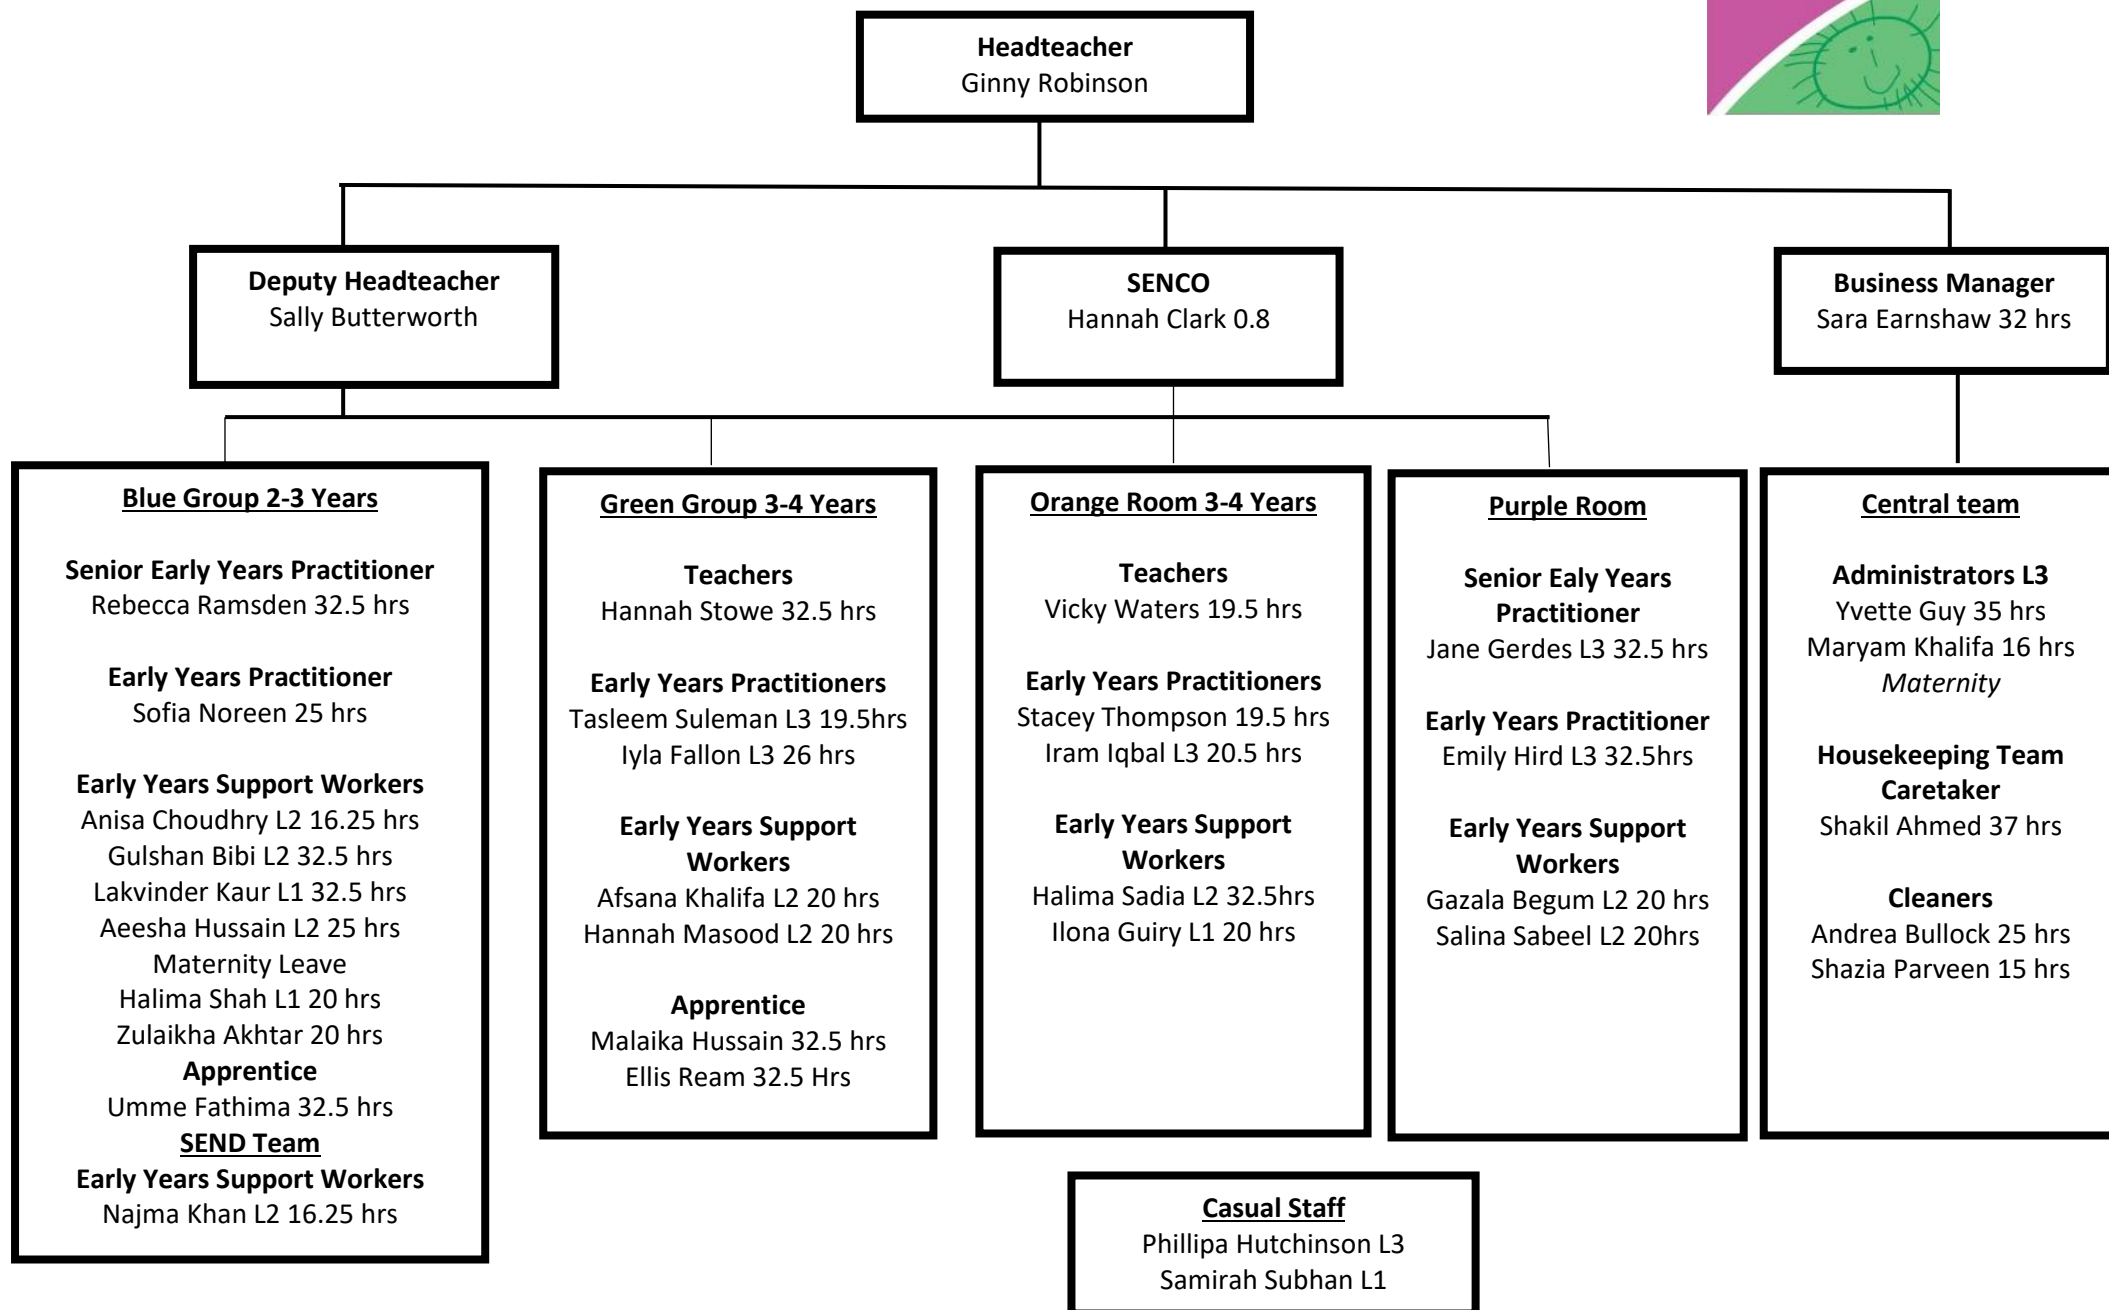 Headteacher
Ginny Robinson
Deputy Headteacher
Sally Butterworth
SENCO
Hannah Clark 0.8
Business Manager
Sara Earnshaw 32 hrs
Blue Group 2-3 Years
Senior Early Years Practitioner
Rebecca Ramsden 32.5 hrs
Early Years Practitioner
Sofia Noreen 25 hrs
Early Years Support Workers
Anisa Choudhry L2 16.25 hrs
Gulshan Bibi L2 32.5 hrs
Lakvinder Kaur L1 32.5 hrs
Aeesha Hussain L2 25 hrs
Maternity Leave
Halima Shah L1 20 hrs
Zulaikha Akhtar 20 hrs
Apprentice
Umme Fathima 32.5 hrs
SEND Team
Early Years Support Workers
Najma Khan L2 16.25 hrs
Green Group 3-4 Years
Teachers
Hannah Stowe 32.5 hrs
Early Years Practitioners
Tasleem Suleman L3 19.5hrs
Iyla Fallon L3 26 hrs
Early Years Support
Workers
Afsana Khalifa L2 20 hrs
Hannah Masood L2 20 hrs
Apprentice
Malaika Hussain 32.5 hrs
Ellis Ream 32.5 Hrs
Orange Room 3-4 Years
Teachers
Vicky Waters 19.5 hrs
Early Years Practitioners
Stacey Thompson 19.5 hrs
Iram Iqbal L3 20.5 hrs
Early Years Support
Workers
Halima Sadia L2 32.5hrs
Ilona Guiry L1 20 hrs
Purple Room
Senior Ealy Years
Practitioner
Jane Gerdes L3 32.5 hrs
Early Years Practitioner
Emily Hird L3 32.5hrs
Early Years Support
Workers
Gazala Begum L2 20 hrs
Salina Sabeel L2 20hrs
Central team
Administrators L3
Yvette Guy 35 hrs
Maryam Khalifa 16 hrs
Maternity
Housekeeping Team
Caretaker
Shakil Ahmed 37 hrs
Cleaners
Andrea Bullock 25 hrs
Shazia Parveen 15 hrs
Casual Staff
Phillipa Hutchinson L3
Samirah Subhan L1